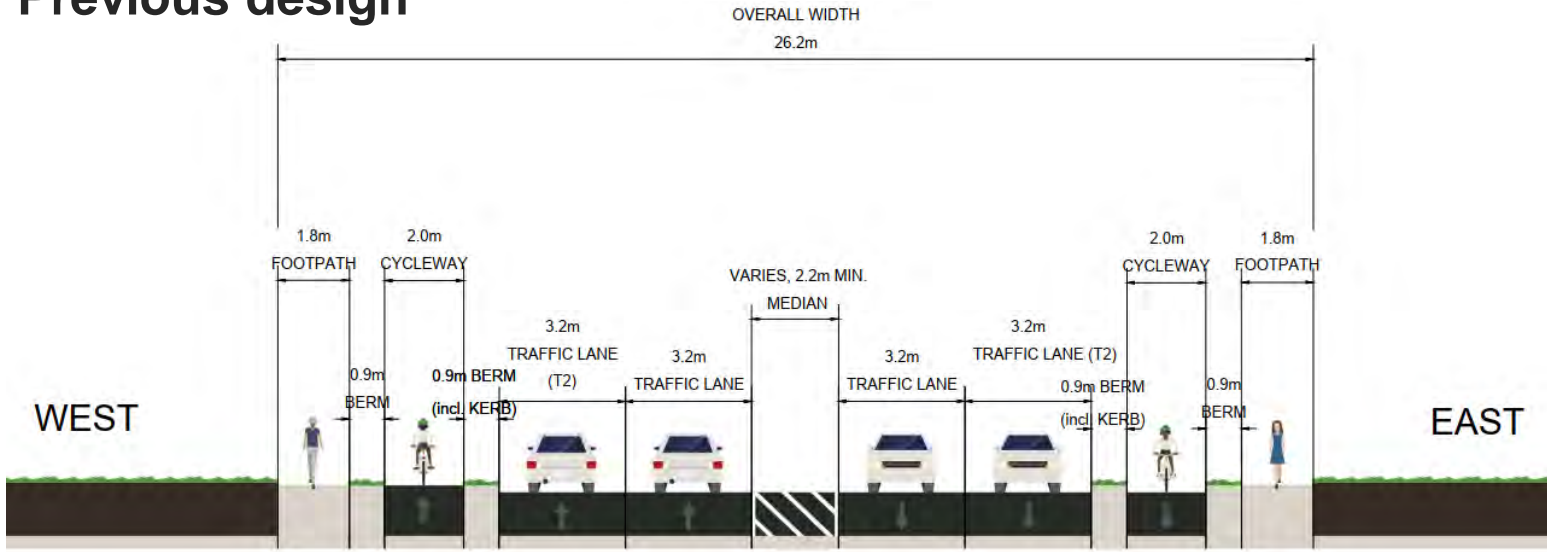 Previous design
OVERALL WIDTH
26.2m
1.8m
FOOTPATH
2.0m
CYCLEWAY
0.9m
BERM
0.9m BERM
(incl. KERB)
3.2m
TRAFFIC LANE
(T2)
3.2m
TRAFFIC LANE
VARIES, 2.2m MIN.
MEDIAN
3.2m
TRAFFIC LANE
3.2m
TRAFFIC LANE (T2)
0.9m BERM
(incl. KERB)
2.0m
CYCLEWAY
0.9m
BERM
1.8m
FOOTPATH
WEST
EAST